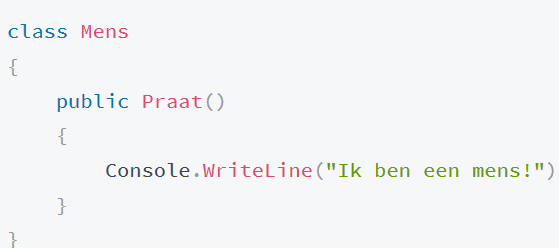 class Mens
{
    public Praat()
    {
        Console.WriteLine("Ik ben een mens!")
    }
}